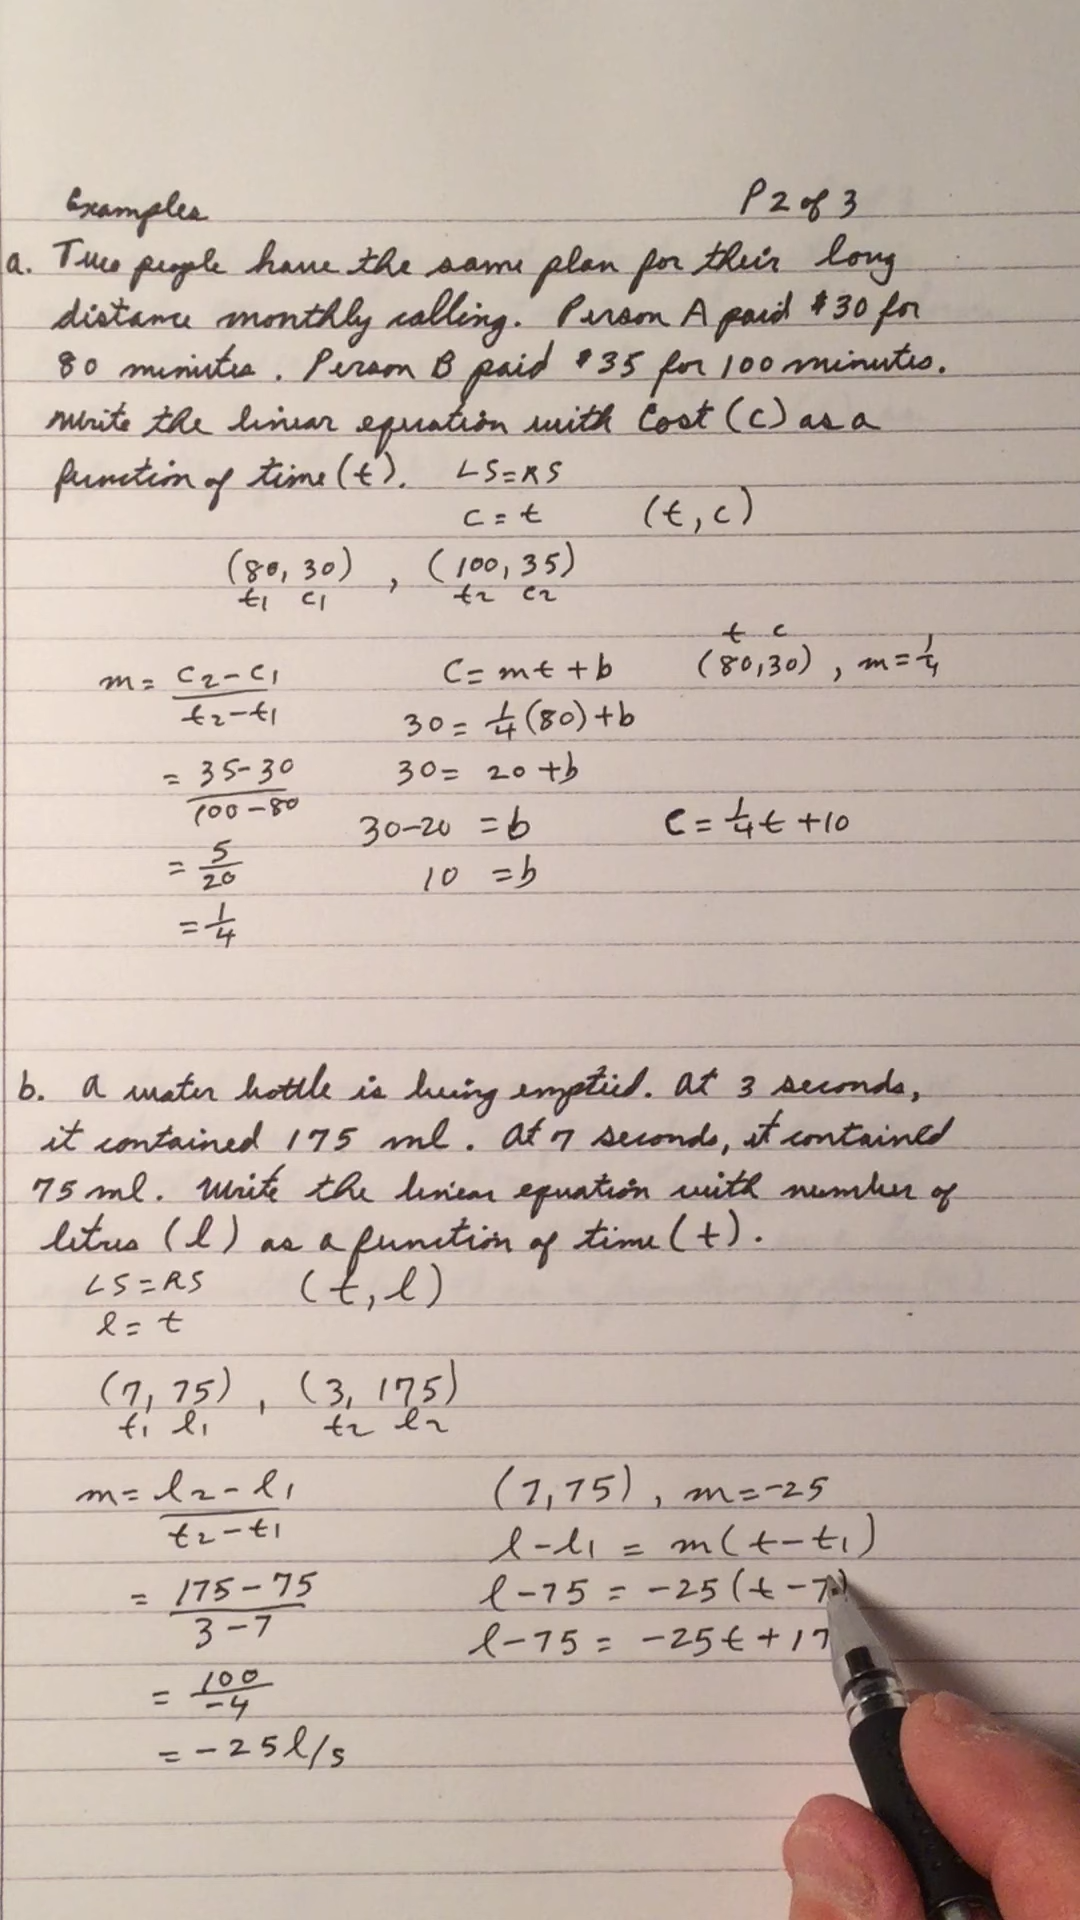 Examples
P2 of 3
a. Two people have the same plan for their long
distance monthly calling. Person A paid $30 for
80 minutes. Person B paid $35 for 100 minutes.
Write the linear equation with Cost (C) as a
function of time (t). LS=RS
C = t (t, c)
(80, 30) , (100, 35)
t1 C1 t2 C2
t c
m = C2-C1 / t2-t1 C = mt + b (80,30) , m = 1/4
30 = 1/4 (80) + b
= 35-30 / 100-80 30 = 20 + b
30-20 = b C = 1/4 t + 10
= 5/20 10 = b
= 1/4
b. A water bottle is being emptied. At 3 seconds,
it contained 175 ml. At 7 seconds, it contained
75 ml. Write the linear equation with number of
litres (l) as a function of time (t).
LS = RS (t, l)
l = t
(7, 75) , (3, 175)
t1 l1 t2 l2
m = l2 - l1 / t2 - t1 (7,75) , m = -25
l - l1 = m(t - t1)
= 175 - 75 / 3 - 7 l - 75 = -25(t - 7)
l - 75 = -25t + 17
= 100 / -4
= -25 l/s